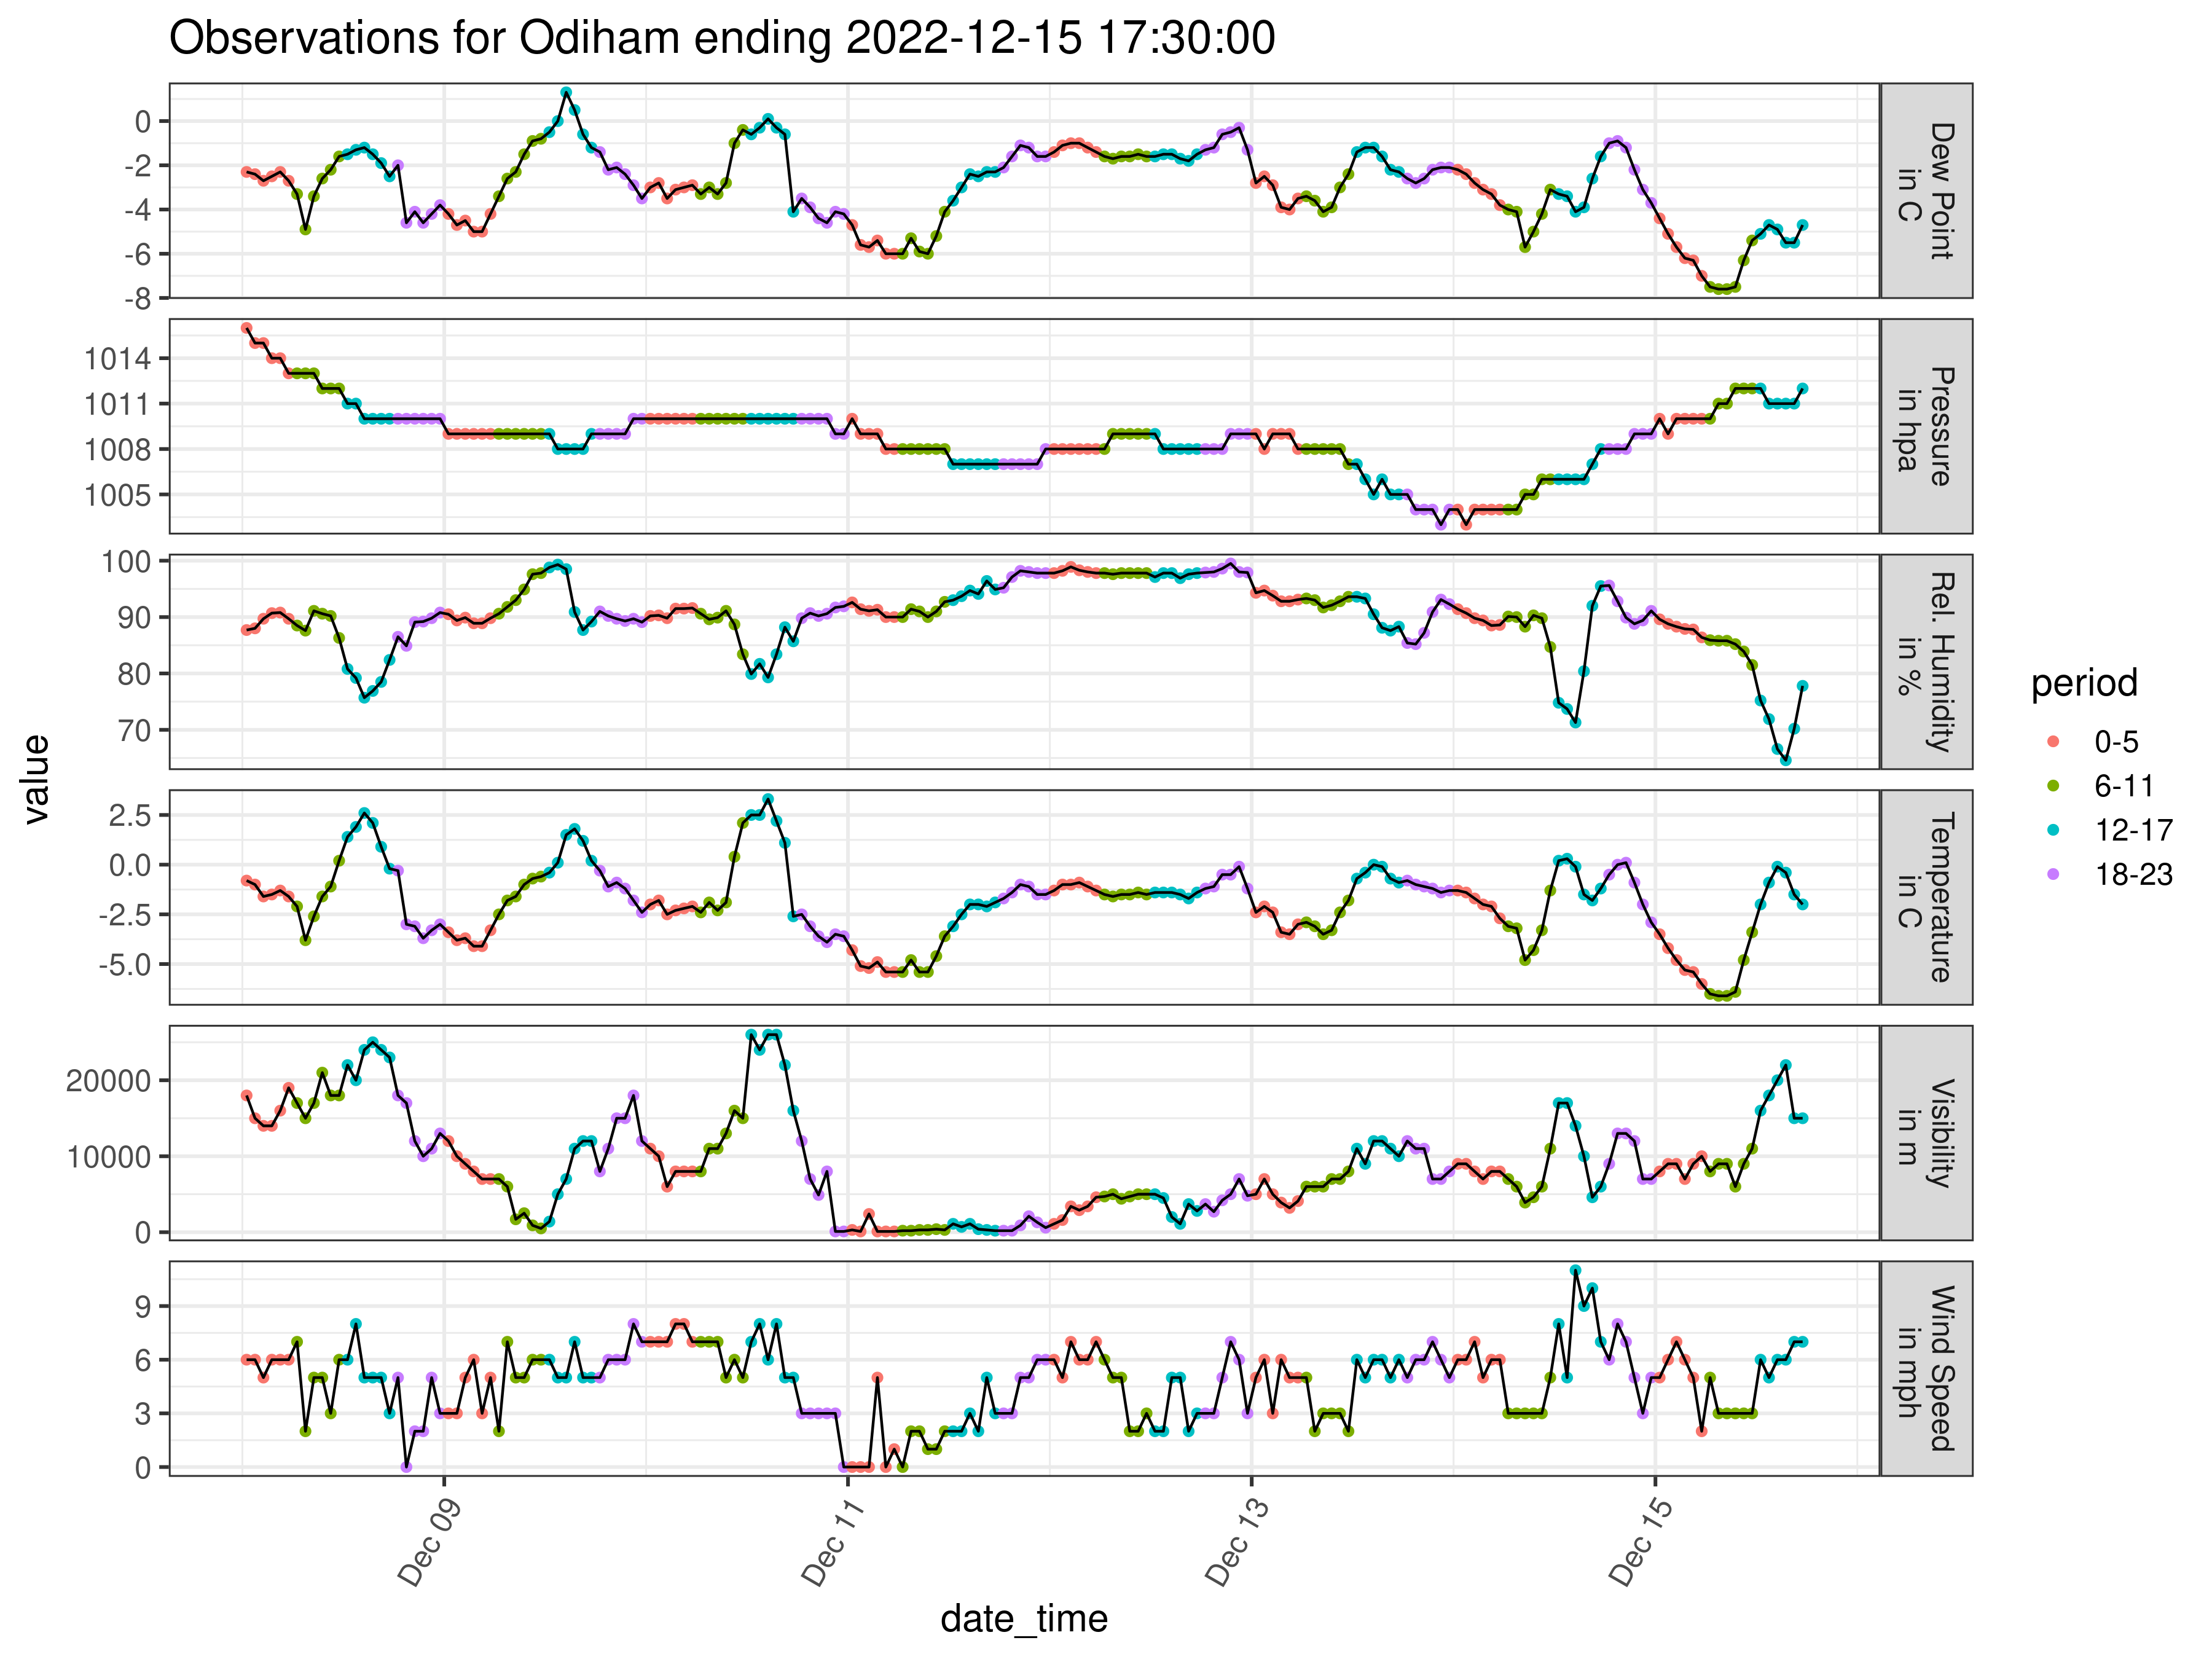 Observations for Odiham ending 2022-12-15 17:30:00
value
0
-2
-4
-6
-8
Dew Point
in C
1014
1011
1008
1005
Pressure
in hpa
100
90
80
70
Rel. Humidity
in %
2.5
0.0
-2.5
-5.0
Temperature
in C
20000
10000
0
Visibility
in m
9
6
3
0
Wind Speed
in mph
Dec 09
Dec 11
Dec 13
Dec 15
date_time
period
0-5
6-11
12-17
18-23